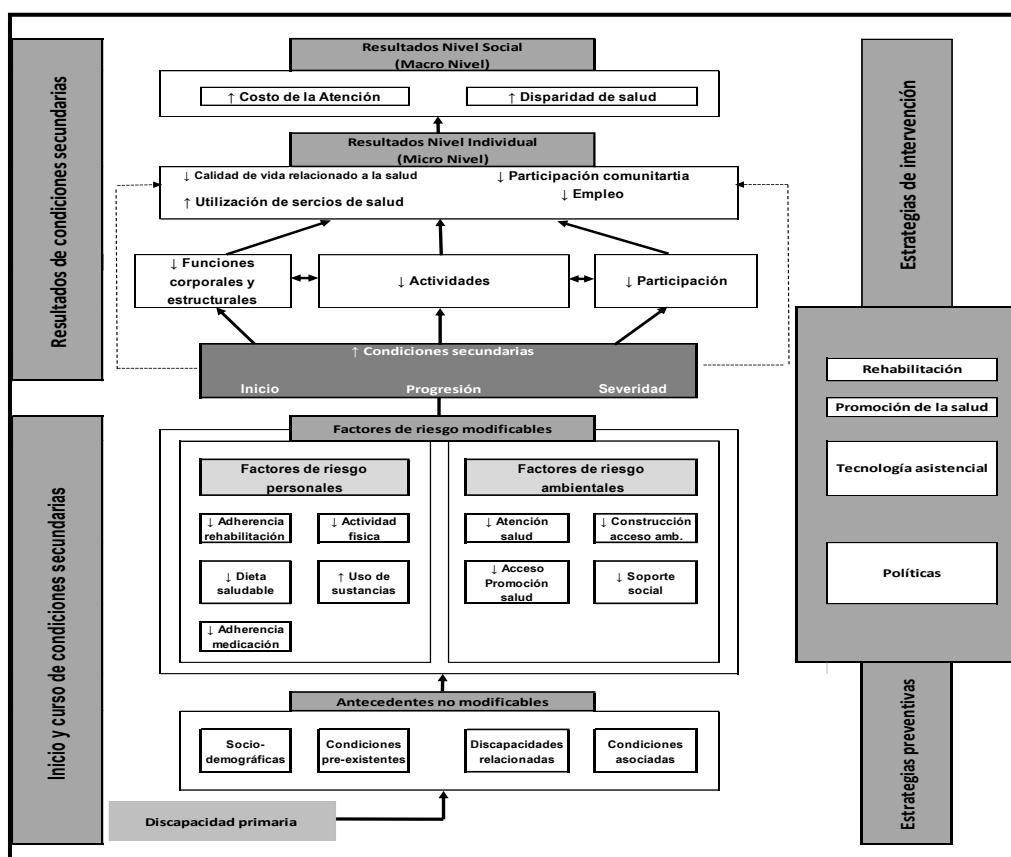 Resultados de condiciones secundarias
Inicio y curso de condiciones secundarias
Resultados Nivel Social
(Macro Nivel)
↑ Costo de la Atención
↑ Disparidad de salud
Resultados Nivel Individual
(Micro Nivel)
↓ Calidad de vida relacionado a la salud
↓ Participación comunitartia
↑ Utilización de sercios de salud
↓ Empleo
↓ Funciones
corporales y
estructurales
↓ Actividades
↓ Participación
↑ Condiciones secundarias
Inicio
Progresión
Severidad
Factores de riesgo modificables
Factores de riesgo
personales
↓ Adherencia
rehabilitación
↓ Actividad
fisica
↓ Dieta
saludable
↑ Uso de
sustancias
↓ Adherencia
medicación
Factores de riesgo
ambientales
↓ Atención
salud
↓ Construcción
acceso amb.
↓ Acceso
Promoción
salud
↓ Soporte
social
Antecedentes no modificables
Socio-
demográficas
Condiciones
pre-existentes
Discapacidades
relacionadas
Condiciones
asociadas
Discapacidad primaria
Estrategias de intervención
Rehabilitación
Promoción de la salud
Tecnología asistencial
Políticas
Estrategias preventivas